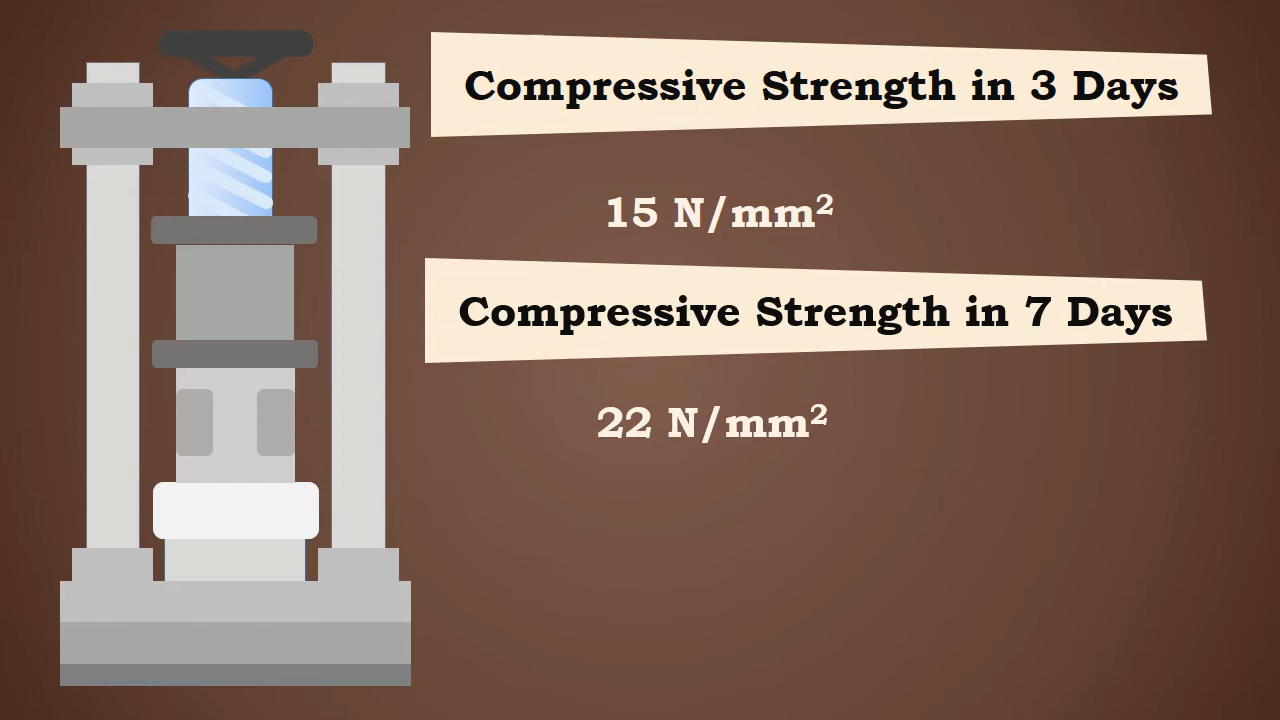 Compressive Strength in 3 Days
15 N/mm²
Compressive Strength in 7 Days
22 N/mm²